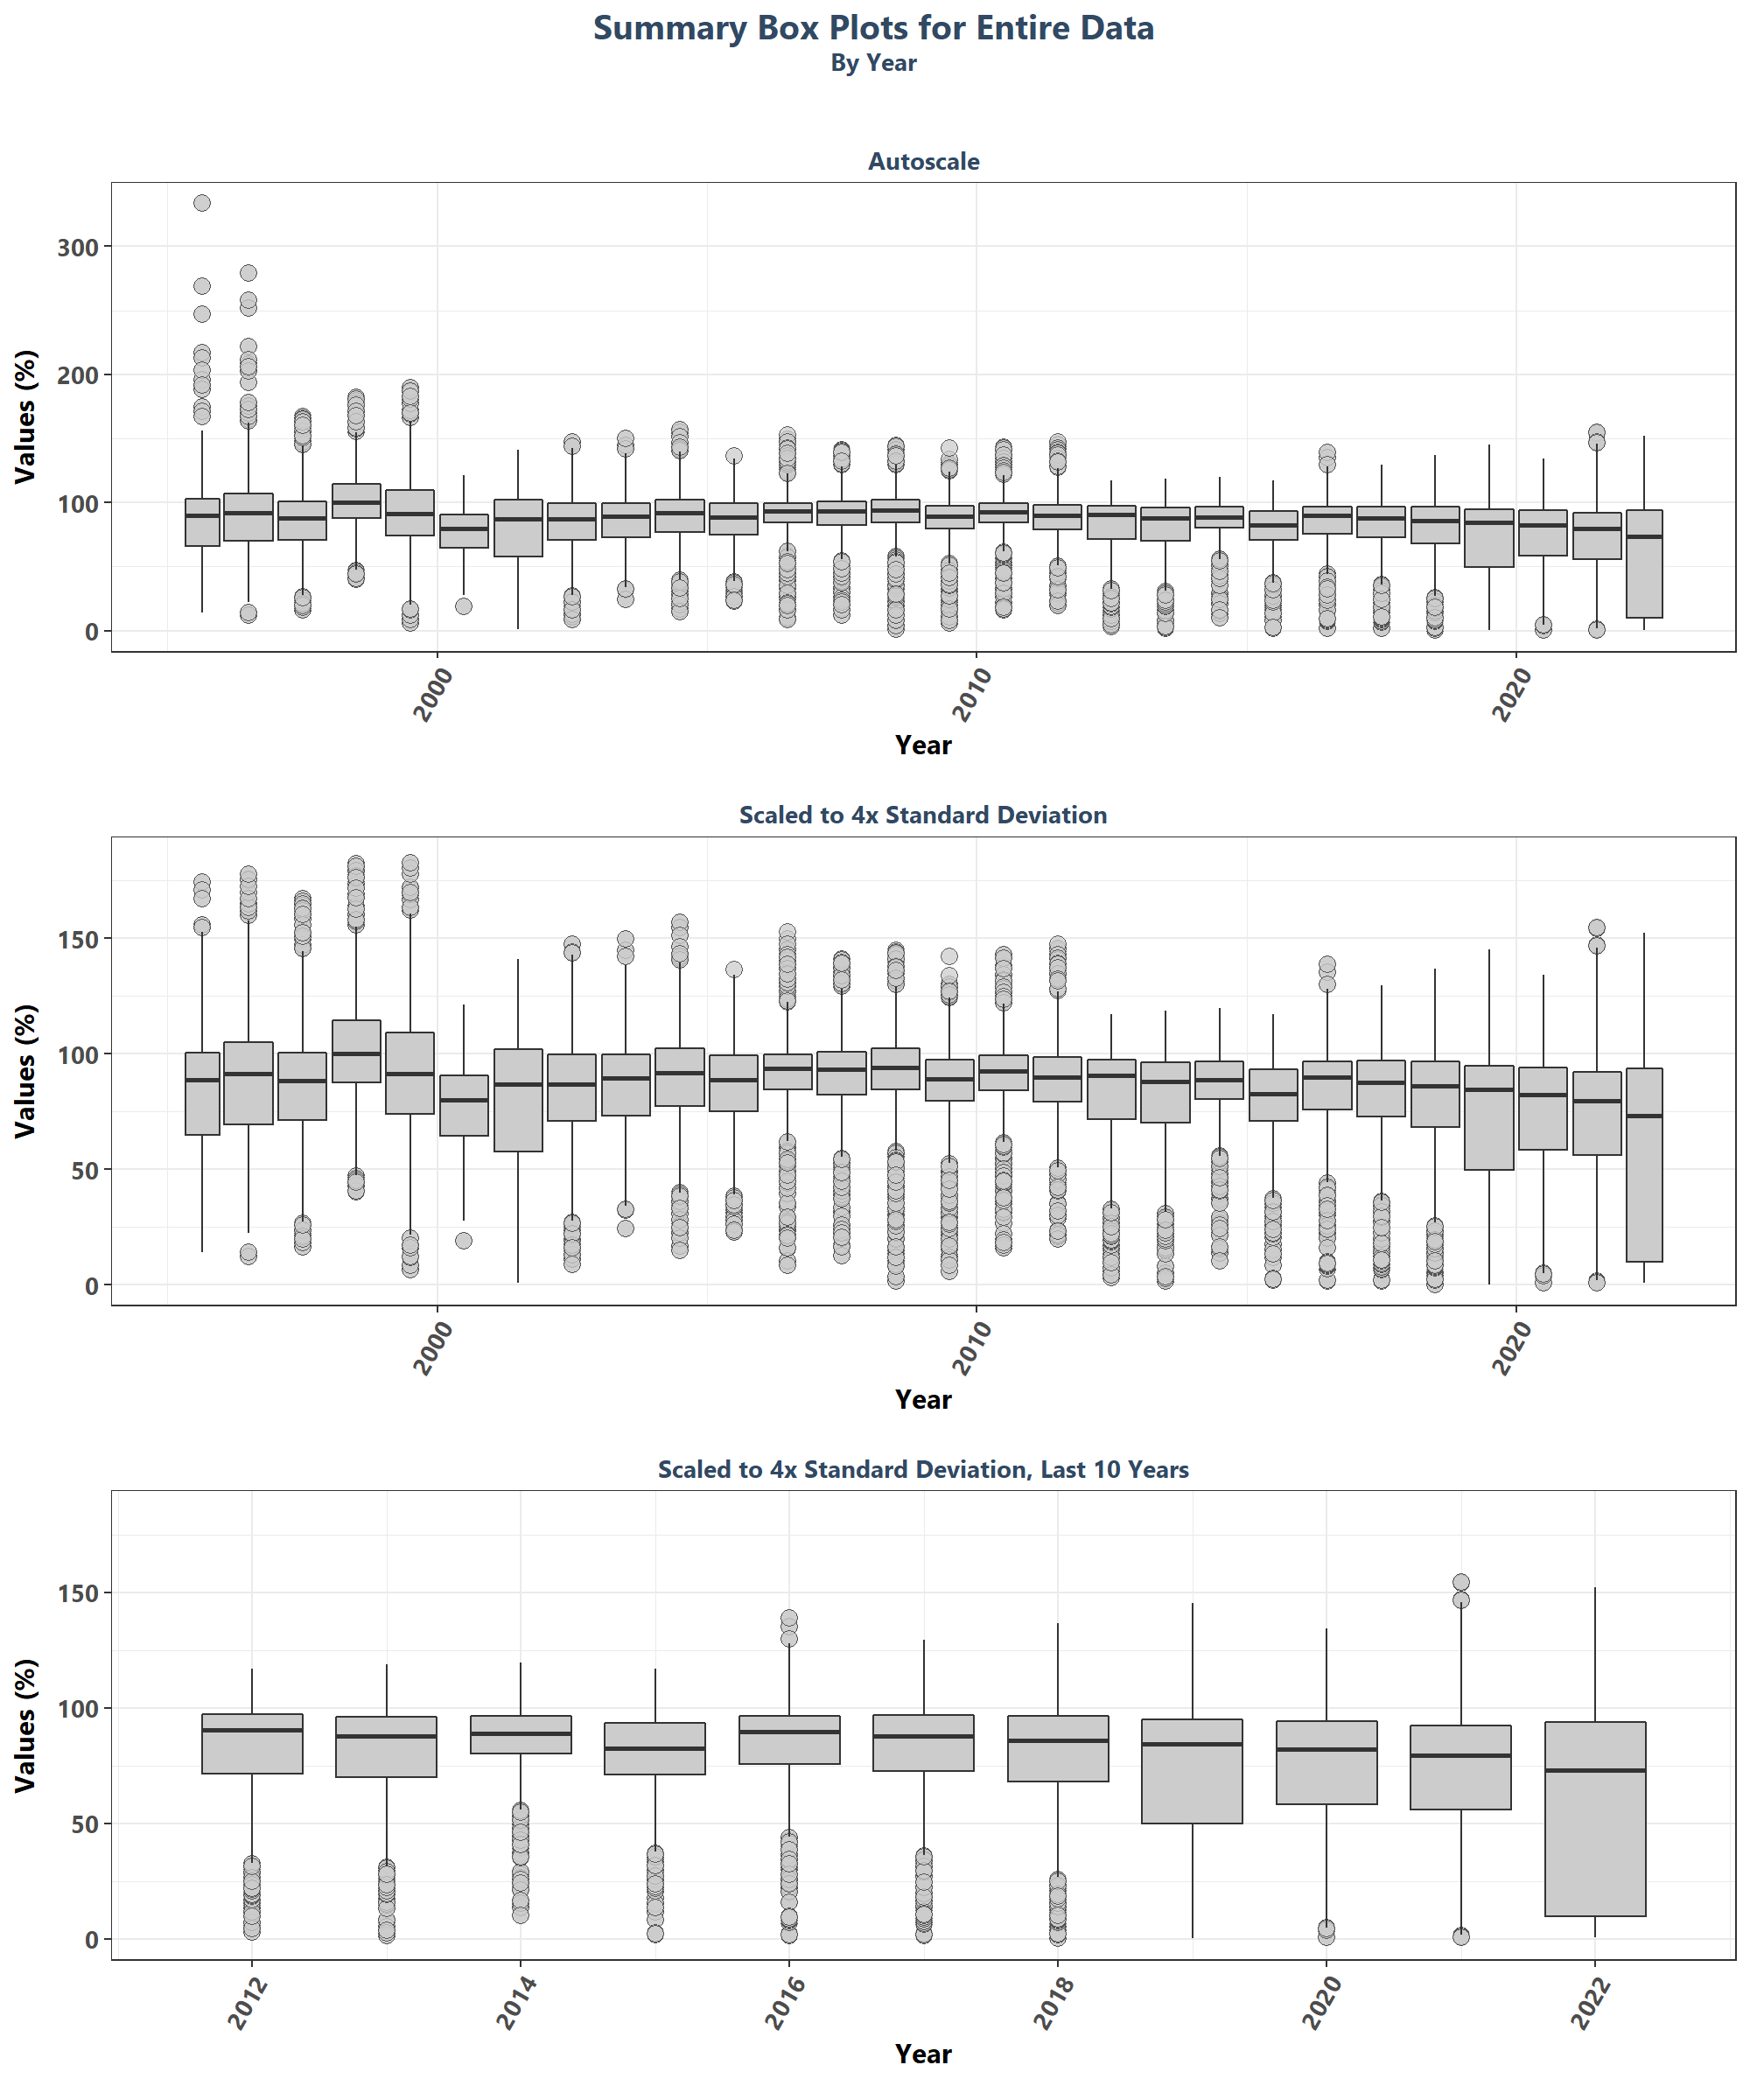 Summary Box Plots for Entire Data
By Year
Autoscale
Values (%)
300
200
100
0
2000
2010
2020
Year
Scaled to 4x Standard Deviation
Values (%)
150
100
50
0
2000
2010
2020
Year
Scaled to 4x Standard Deviation, Last 10 Years
Values (%)
150
100
50
0
2012
2014
2016
2018
2020
2022
Year